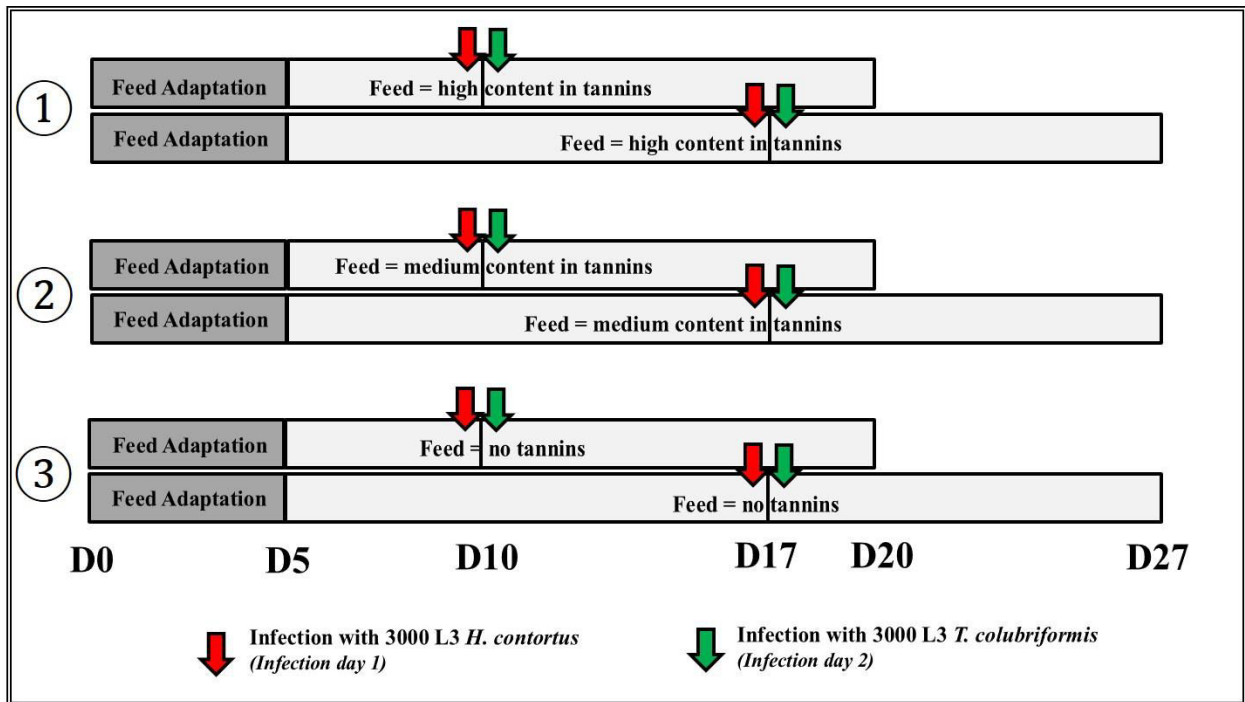 ①
Feed Adaptation
Feed = high content in tannins
Feed Adaptation
Feed = high content in tannins
②
Feed Adaptation
Feed = medium content in tannins
Feed Adaptation
Feed = medium content in tannins
③
Feed Adaptation
Feed = no tannins
Feed Adaptation
Feed = no tannins
D0 D5 D10 D17 D20 D27
Infection with 3000 L3 H. contortus
(Infection day 1)
Infection with 3000 L3 T. colubriformis
(Infection day 2)